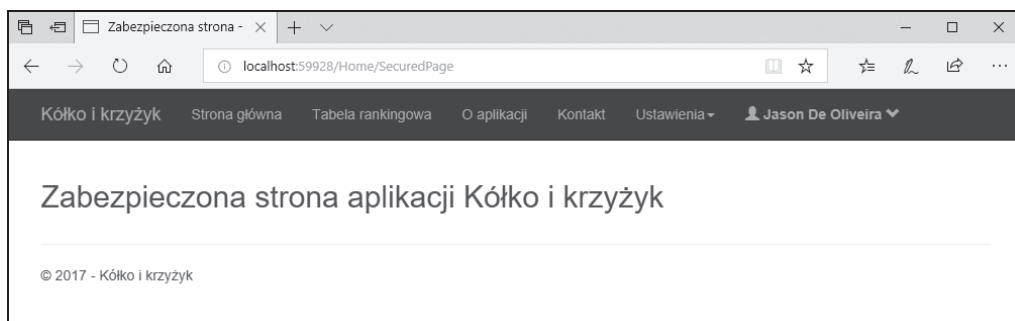 Zabezpieczona strona -
localhost:59928/Home/SecuredPage
Kółko i krzyżyk Strona główna Tabela rankingowa O aplikacji Kontakt Ustawienia Jason De Oliveira
Zabezpieczona strona aplikacji Kółko i krzyżyk
© 2017 - Kółko i krzyżyk